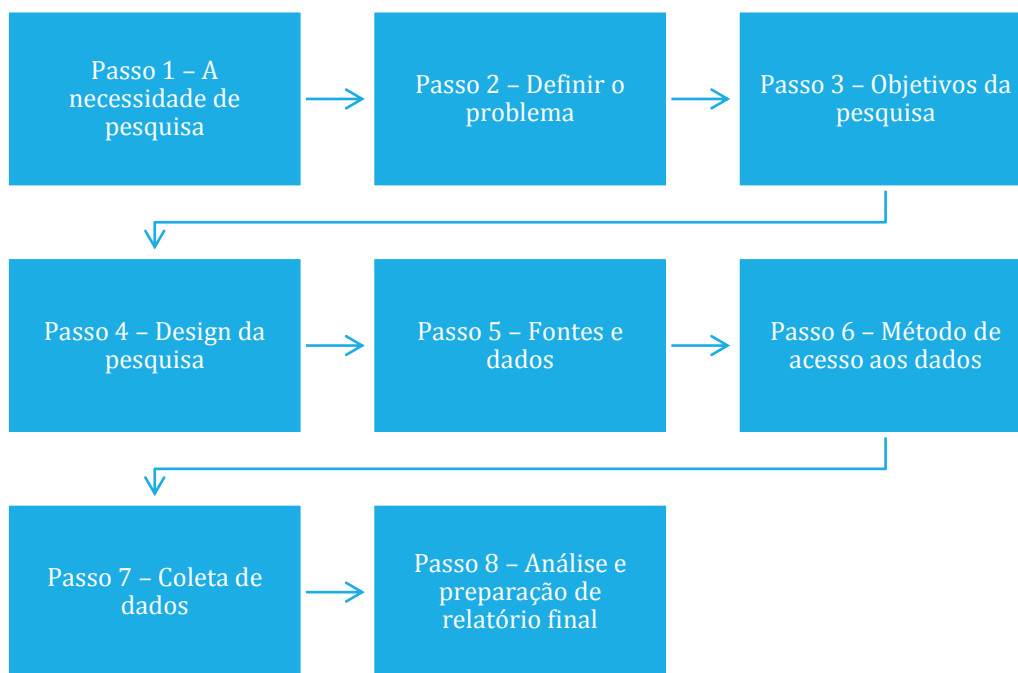 Passo 1 – A
necessidade de
pesquisa
Passo 2 – Definir o
problema
Passo 3 – Objetivos da
pesquisa
Passo 4 – Design da
pesquisa
Passo 5 – Fontes e
dados
Passo 6 – Método de
acesso aos dados
Passo 7 – Coleta de
dados
Passo 8 – Análise e
preparação de
relatório final